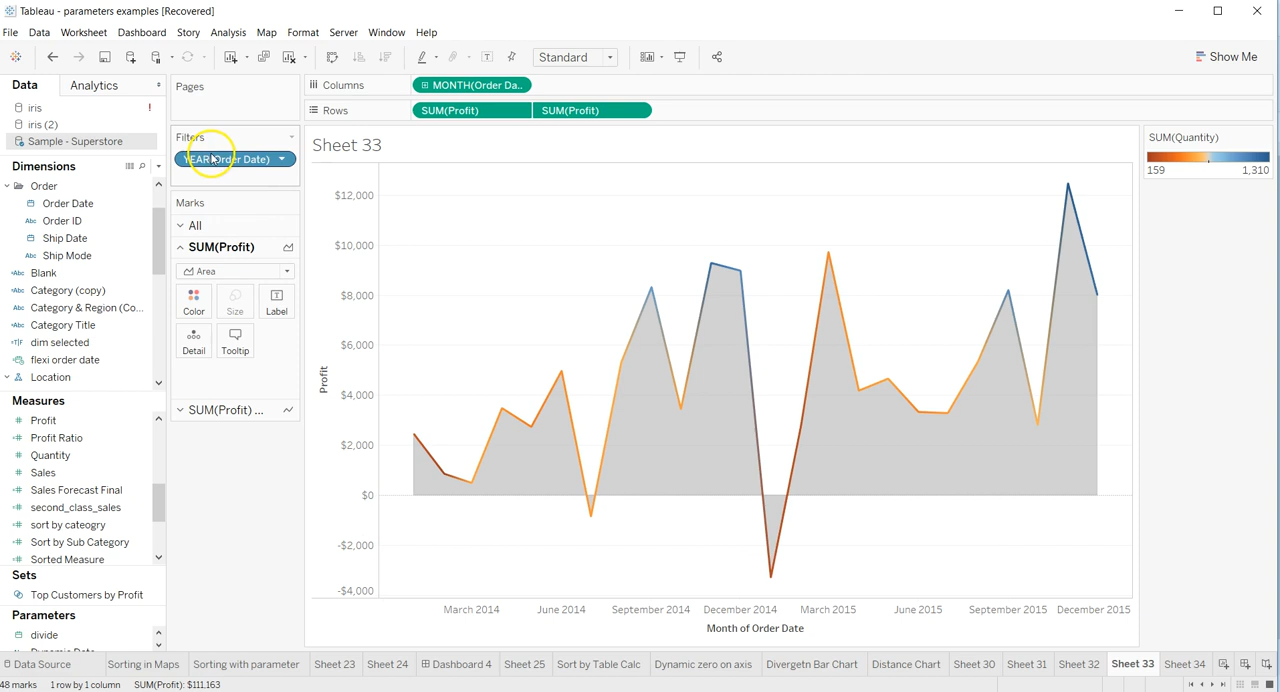 Tableau - parameters examples [Recovered]
File Data Worksheet Dashboard Story Analysis Map Format Server Window Help
Standard
Show Me
Data Analytics
iris !
iris (2)
Sample - Superstore
Dimensions
Order
Order Date
Abc Order ID
Ship Date
Abc Ship Mode
Abc Blank
Abc Category (copy)
Abc Category & Region (Co...
Abc Category Title
T|F dim selected
flexi order date
Location
Measures
# Profit
# Profit Ratio
# Quantity
# Sales
# Sales Forecast Final
# second_class_sales
# sort by cateogry
# Sort by Sub Category
# Sorted Measure
Sets
Top Customers by Profit
Parameters
divide
Pages
Filters
YEAR(Order Date)
Marks
All
SUM(Profit)
Area
Color Size Label
Detail Tooltip
SUM(Profit) ...
Columns MONTH(Order Da..
Rows SUM(Profit) SUM(Profit)
Sheet 33
Profit
$12,000
$10,000
$8,000
$6,000
$4,000
$2,000
$0
-$2,000
-$4,000
March 2014 June 2014 September 2014 December 2014 March 2015 June 2015 September 2015 December 2015
Month of Order Date
SUM(Quantity)
159 1,310
Data Source Sorting in Maps Sorting with parameter Sheet 23 Sheet 24 Dashboard 4 Sheet 25 Sort by Table Calc Dynamic zero on axis Divergetn Bar Chart Distance Chart Sheet 30 Sheet 31 Sheet 32 Sheet 33 Sheet 34
48 marks 1 row by 1 column SUM(Profit): $111,163